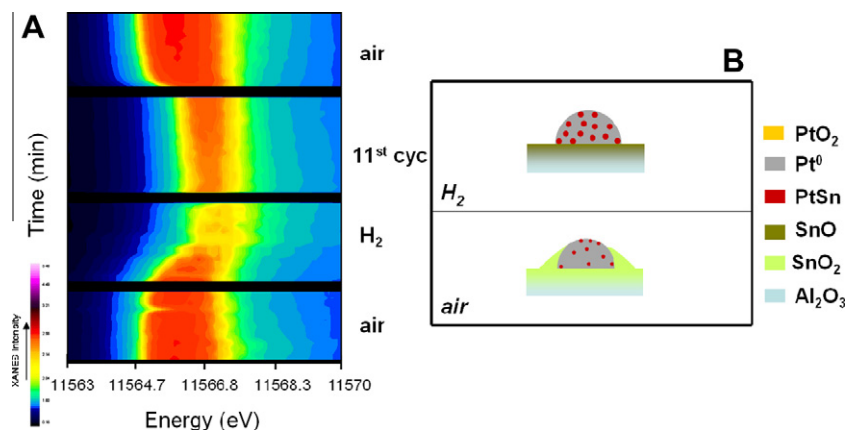 A
Time (min)
XANES Intensity
air
11st cyc
H2
air
11563
11564.7
11566.8
11568.3
11570
Energy (eV)
B
H2
air
PtO2
Pt0
PtSn
SnO
SnO2
Al2O3